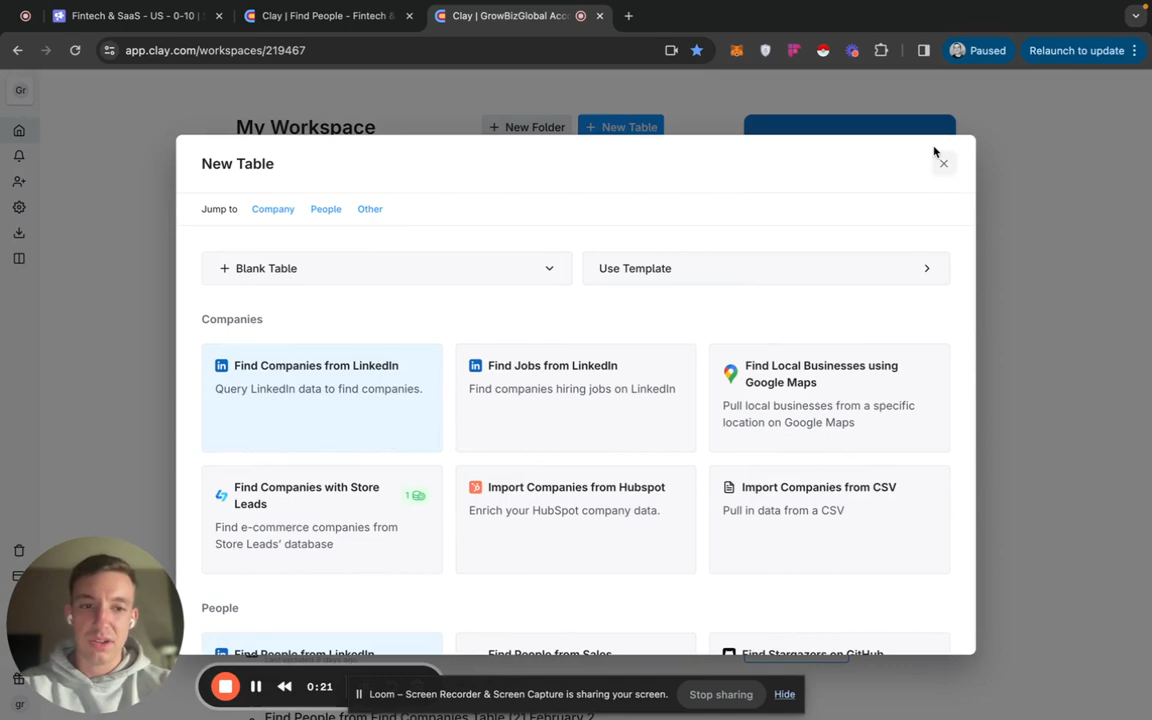 Fintech & SaaS - US - 0-10 |
Clay | Find People - Fintech &
Clay | GrowBizGlobal Acc
app.clay.com/workspaces/219467
Paused
Relaunch to update
Gr
My Workspace
+ New Folder
+ New Table
New Table
Jump to Company People Other
+ Blank Table
Use Template
Companies
Find Companies from LinkedIn
Query LinkedIn data to find companies.
Find Jobs from LinkedIn
Find companies hiring jobs on LinkedIn
Find Local Businesses using
Google Maps
Pull local businesses from a specific
location on Google Maps
Find Companies with Store
Leads
1
Find e-commerce companies from
Store Leads' database
Import Companies from Hubspot
Enrich your HubSpot company data.
Import Companies from CSV
Pull in data from a CSV
People
Find People from LinkedIn
Find People from Sales
Find Stargazers on GitHub
0:21
Loom – Screen Recorder & Screen Capture is sharing your screen.
Stop sharing
Hide
gr
Find People from Find Companies Table [2] February 2